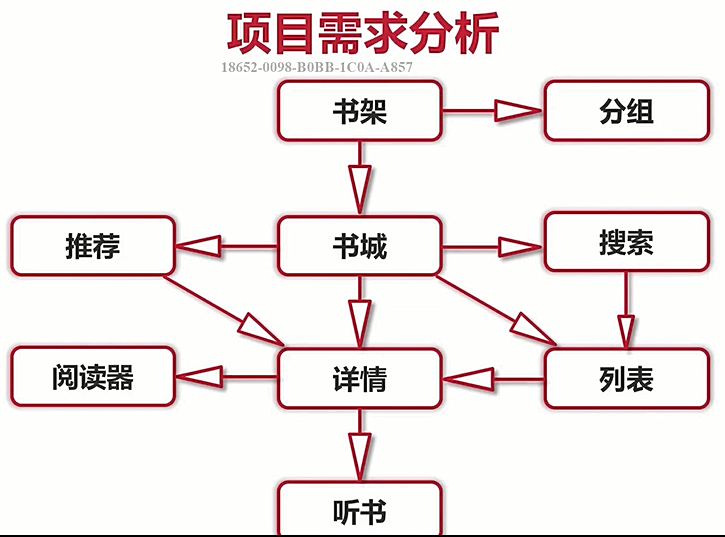 项目需求分析
18652-0098-B0BB-1C0A-A857
书架
分组
推荐
书城
搜索
阅读器
详情
列表
听书